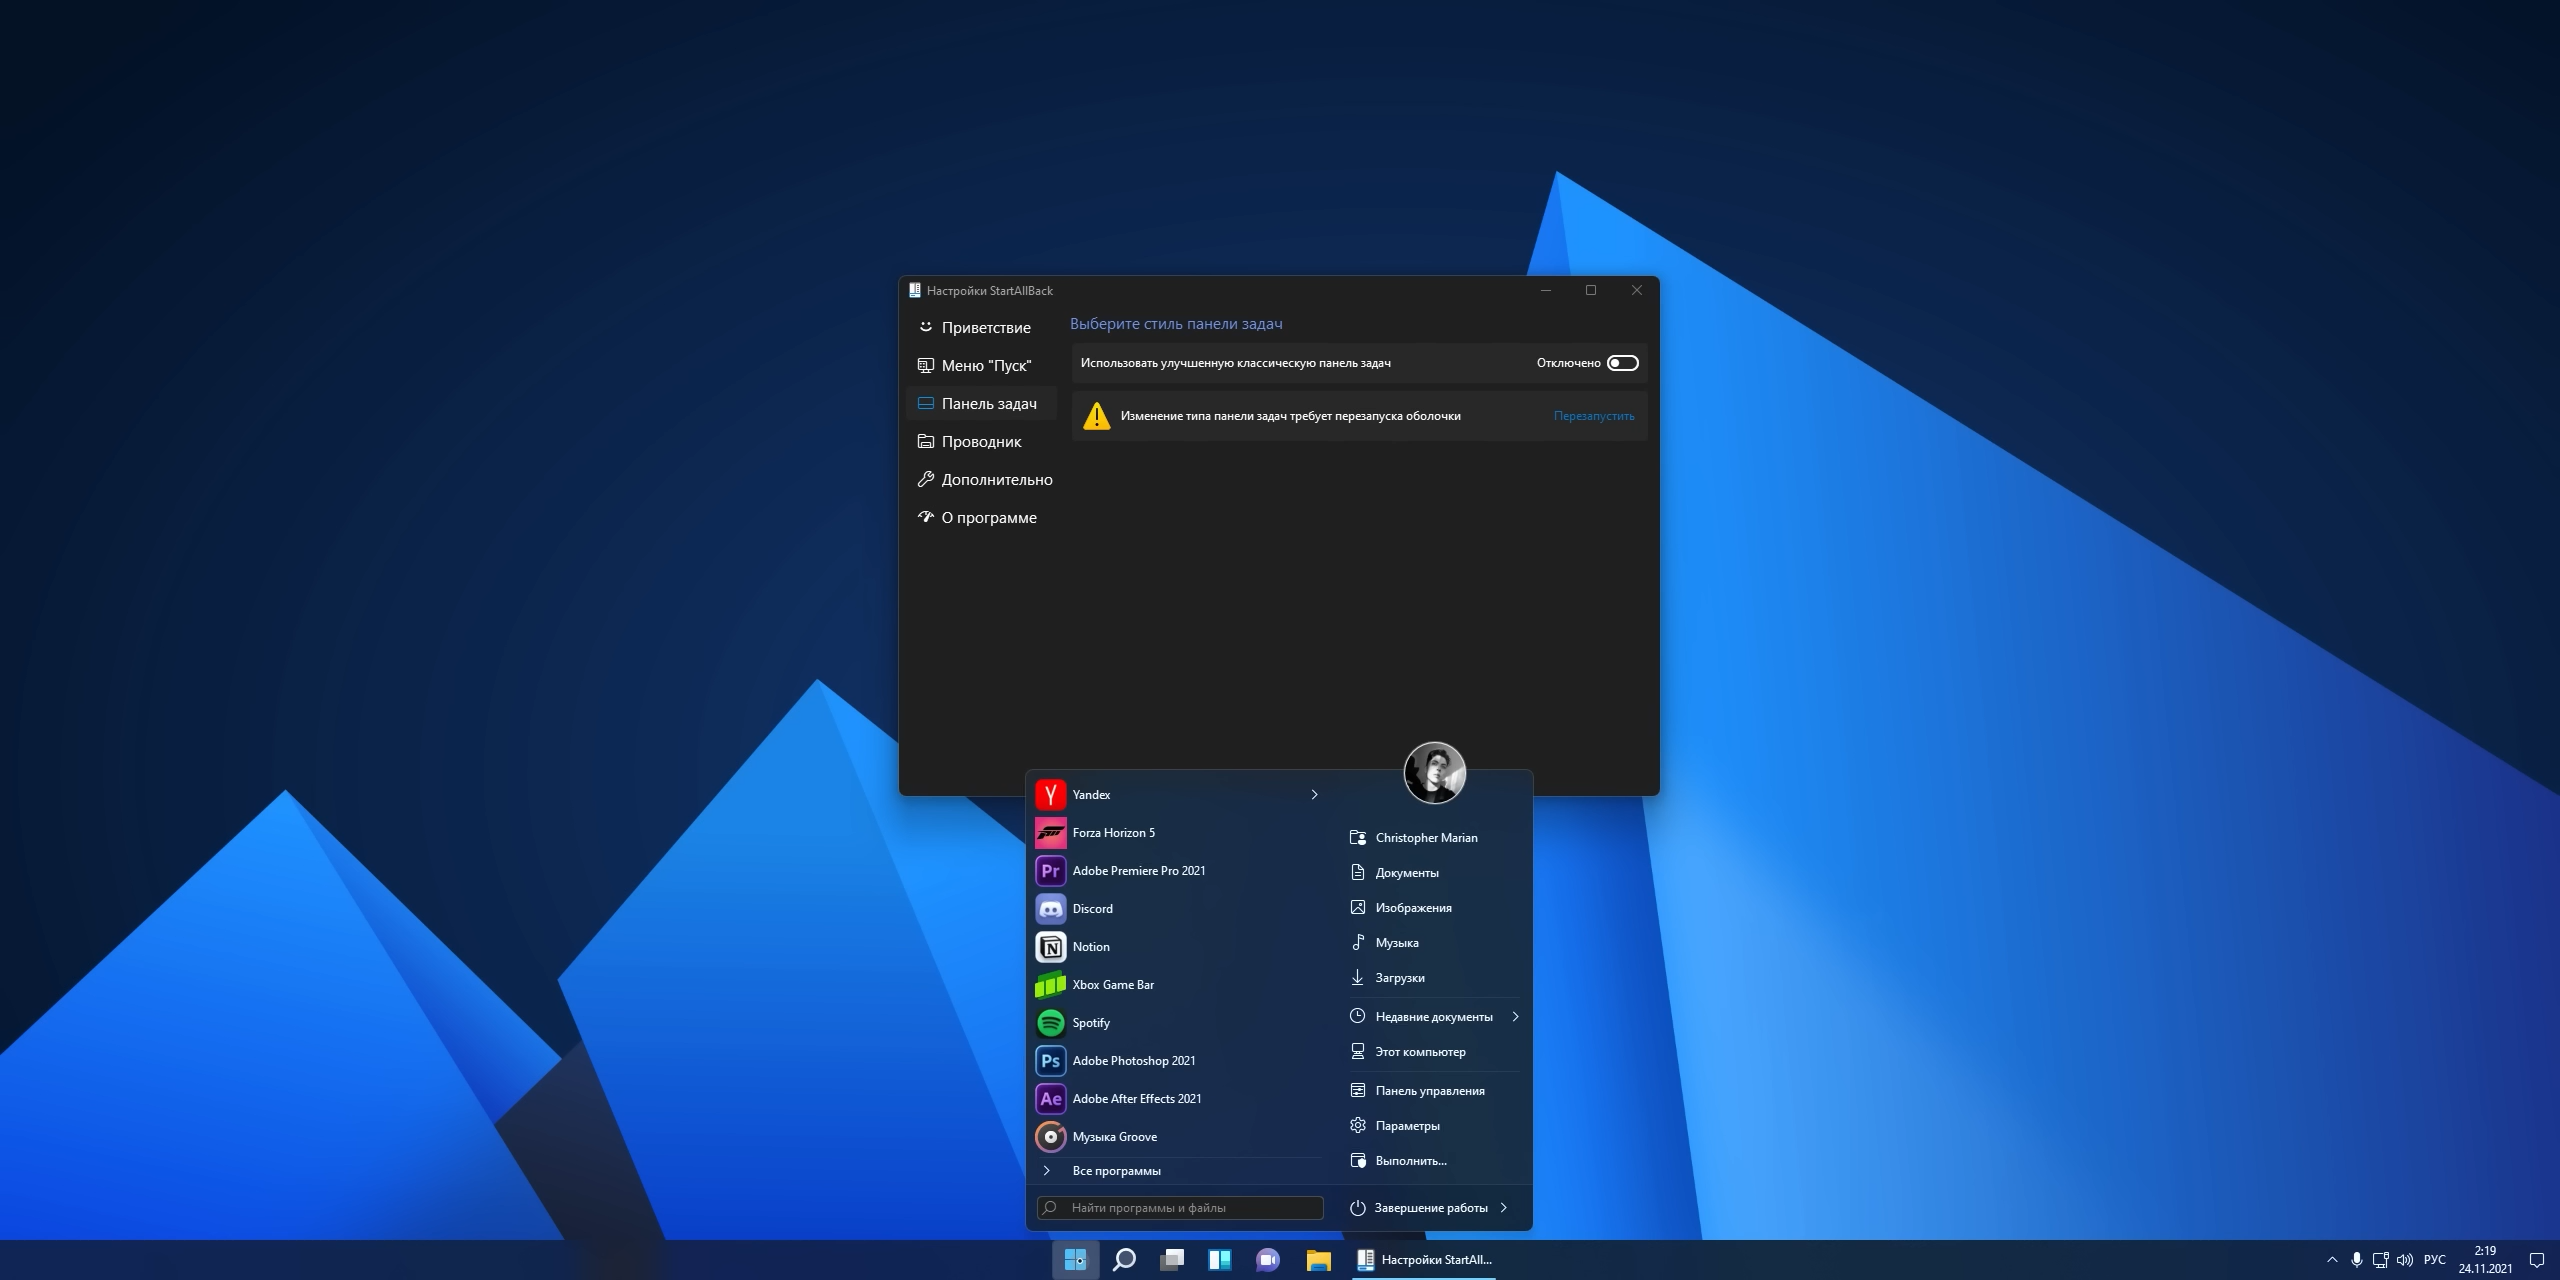 Настройки StartAllBack
Приветствие
Меню "Пуск"
Панель задач
Проводник
Дополнительно
О программе
Выберите стиль панели задач
Использовать улучшенную классическую панель задач
Отключено
Изменение типа панели задач требует перезапуска оболочки
Перезапустить
Yandex
Forza Horizon 5
Pr Adobe Premiere Pro 2021
Discord
Notion
Xbox Game Bar
Spotify
Ps Adobe Photoshop 2021
Ae Adobe After Effects 2021
Музыка Groove
Все программы
Найти программы и файлы
Christopher Marian
Документы
Изображения
Музыка
Загрузки
Недавние документы
Этот компьютер
Панель управления
Параметры
Выполнить...
Завершение работы
Настройки StartAll...
РУС
2:19
24.11.2021